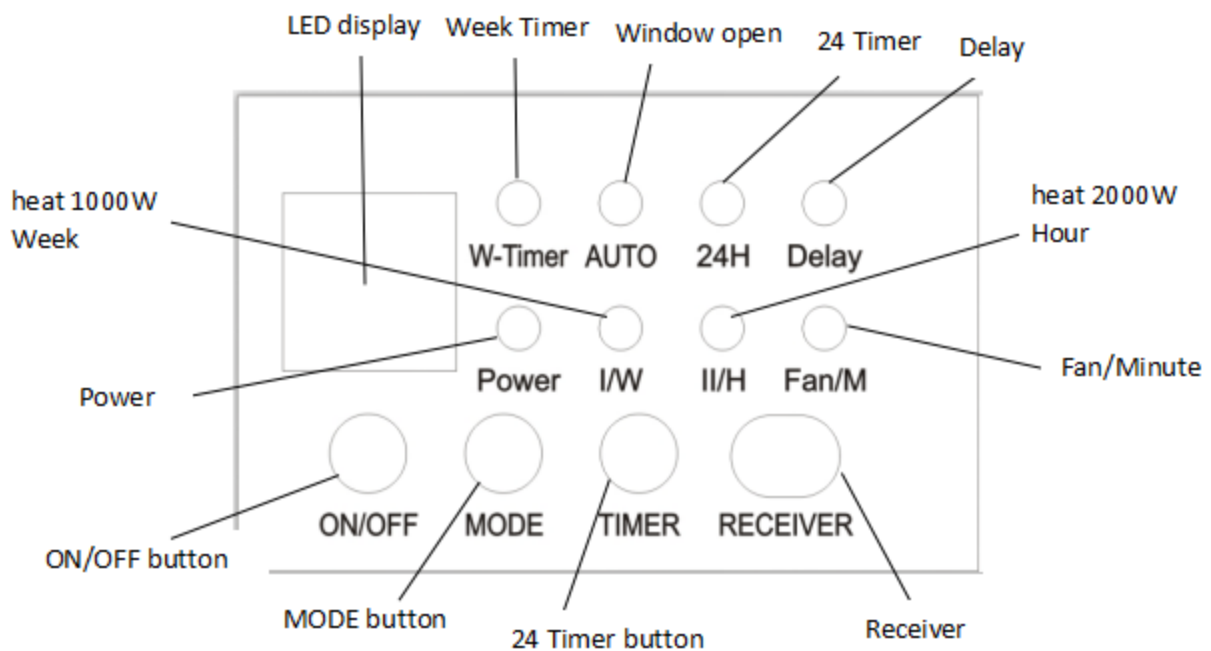 LED display
Week Timer
Window open
24 Timer
Delay
heat 1000W
Week
heat 2000W
Hour
W-Timer AUTO 24H Delay
Power I/W II/H Fan/M
Power
Fan/Minute
ON/OFF MODE TIMER RECEIVER
ON/OFF button
MODE button
24 Timer button
Receiver